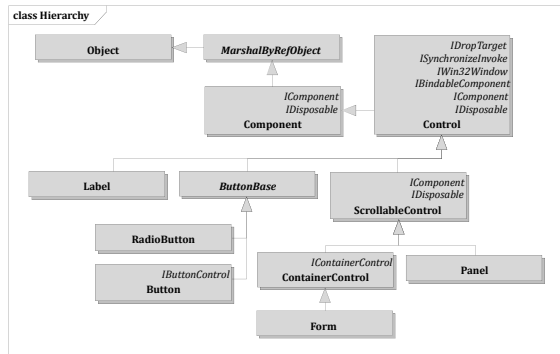 class Hierarchy
Object
MarshalByRefObject
IDropTarget
ISynchronizeInvoke
IWin32Window
IBindableComponent
IComponent
IDisposable
Control
IComponent
IDisposable
Component
Label
ButtonBase
IComponent
IDisposable
ScrollableControl
RadioButton
IButtonControl
Button
IContainerControl
ContainerControl
Panel
Form